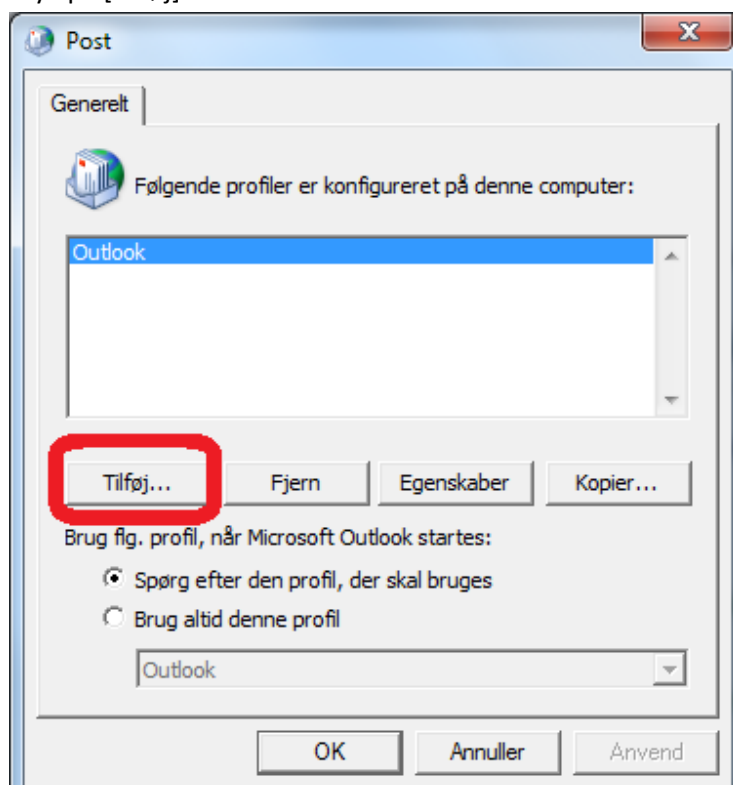 Post
Generelt
Følgende profiler er konfigureret på denne computer:
Outlook
Tilføj... Fjern Egenskaber Kopier...
Brug flg. profil, når Microsoft Outlook startes:
Spørg efter den profil, der skal bruges
Brug altid denne profil
Outlook
OK Annuller Anvend